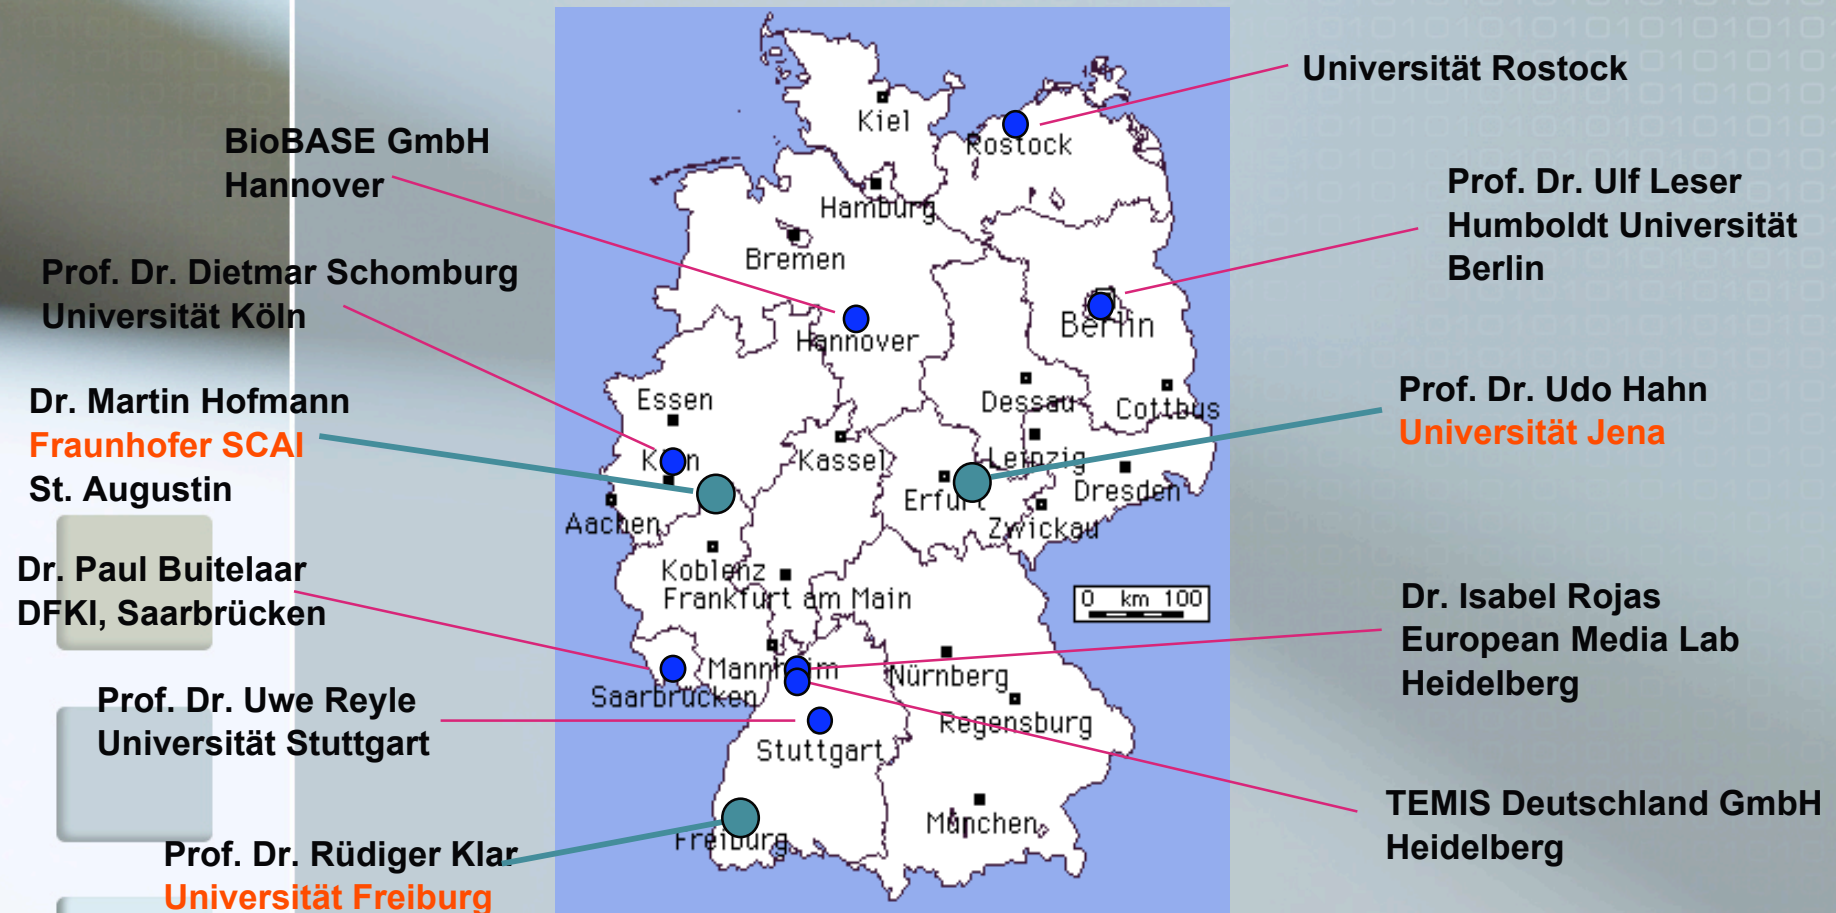 Universität Rostock
BioBASE GmbH
Hannover
Prof. Dr. Ulf Leser
Humboldt Universität
Berlin
Prof. Dr. Dietmar Schomburg
Universität Köln
Dr. Martin Hofmann
Fraunhofer SCAI
St. Augustin
Prof. Dr. Udo Hahn
Universität Jena
Dr. Paul Buitelaar
DFKI, Saarbrücken
Dr. Isabel Rojas
European Media Lab
Heidelberg
Prof. Dr. Uwe Reyle
Universität Stuttgart
TEMIS Deutschland GmbH
Heidelberg
Prof. Dr. Rüdiger Klar
Universität Freiburg
Kiel
Rostock
Hamburg
Bremen
Berlin
Hannover
Essen
Dessau
Cottbus
Köln
Kassel
Leipzig
Erfurt
Dresden
Aachen
Zwickau
Koblenz
Frankfurt am Main
0 km 100
Mannheim
Nürnberg
Saarbrücken
Regensburg
Stuttgart
München
Freiburg